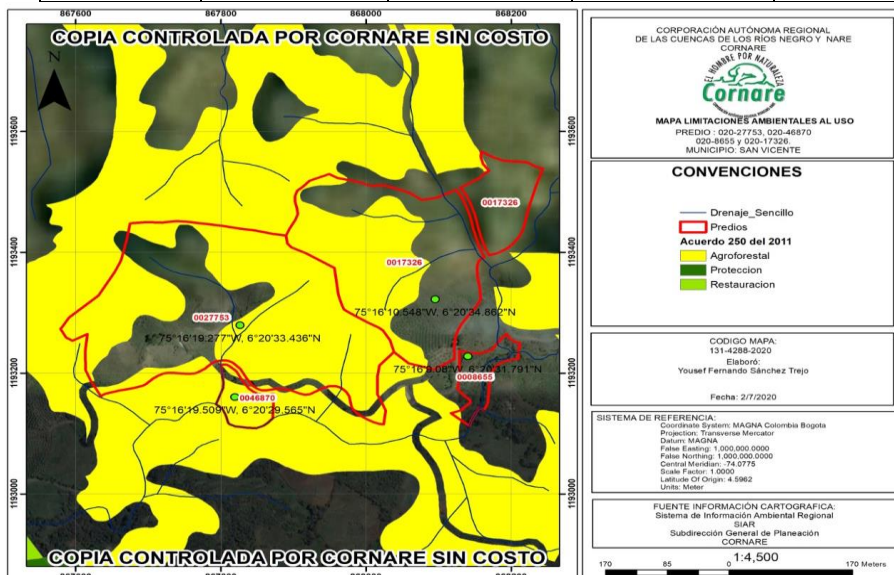 867600 867800 868000 868200
COPIA CONTROLADA POR CORNARE SIN COSTO
N
1193600
1193400
1193200
1193000
0017326
0017326
75°16'10.548"W, 6°20'34.862"N
0027753
75°16'19.277"W, 6°20'33.436"N
0008655
0046870
75°16'19.509"W, 6°20'29.565"N
1193600
1193400
1193200
1193000
COPIA CONTROLADA POR CORNARE SIN COSTO
CORPORACIÓN AUTÓNOMA REGIONAL
DE LAS CUENCAS DE LOS RÍOS NEGRO Y NARE
CORNARE
EL HOMBRE POR NATURALEZA
Cornare
MAPA LIMITACIONES AMBIENTALES AL USO
PREDIO : 020-27753, 020-46870
020-8655 y 020-17326.
MUNICIPIO: SAN VICENTE
CONVENCIONES
Drenaje_Sencillo
Predios
Acuerdo 250 del 2011
Agroforestal
Proteccion
Restauracion
CODIGO MAPA:
131-4288-2020
Elaboró:
Yousef Fernando Sánchez Trejo
Fecha: 2/7/2020
SISTEMA DE REFERENCIA:
Coordinate System: MAGNA Colombia Bogota
Projection: Transverse Mercator
Datum: MAGNA
False Easting: 1,000,000.0000
False Northing: 1,000,000.0000
Central Meridian: -74.0775
Scale Factor: 1.0000
Latitude Of Origin: 4.5962
Units: Meter
FUENTE INFORMACIÓN CARTOGRAFICA:
Sistema de Información Ambiental Regional
SIAR
Subdirección General de Planeación
CORNARE
1:4,500
170 85 0 170 Meters